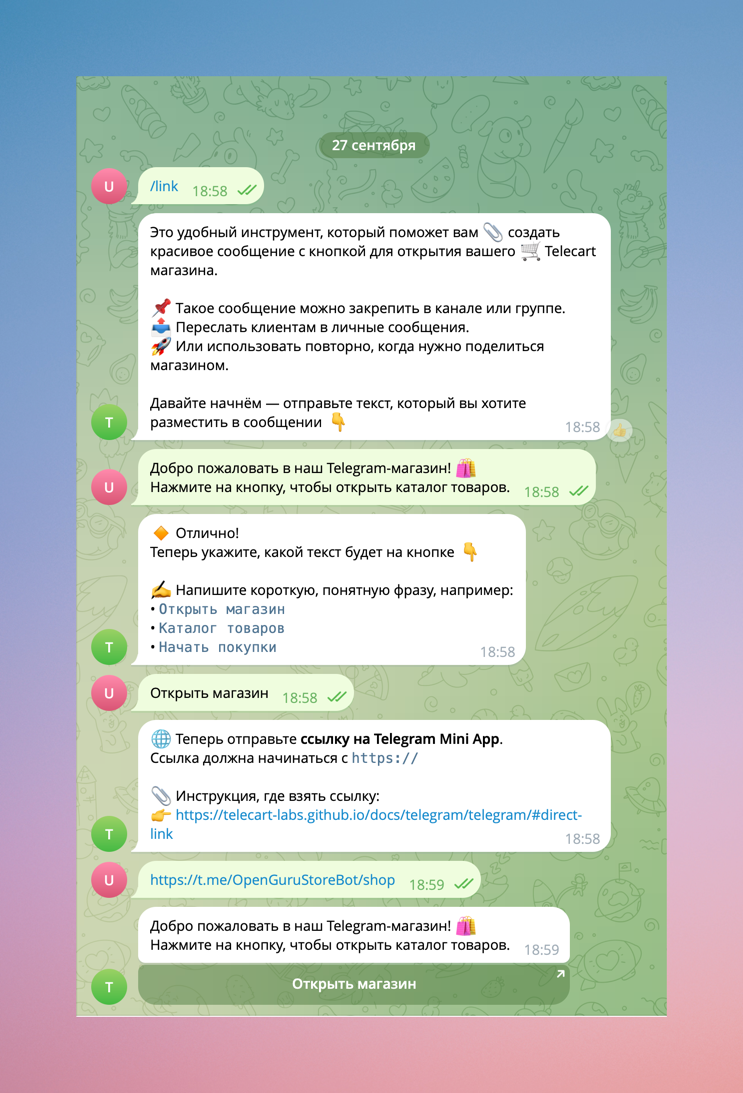 27 сентября
U
/link 18:58
Это удобный инструмент, который поможет вам 📎 создать
красивое сообщение с кнопкой для открытия вашего 🛒 Telecart
магазина.
📌 Такое сообщение можно закрепить в канале или группе.
📤 Переслать клиентам в личные сообщения.
🚀 Или использовать повторно, когда нужно поделиться
магазином.
Давайте начнём — отправьте текст, который вы хотите
разместить в сообщении 👇 18:58
T
Добро пожаловать в наш Telegram-магазин! 🛍️
Нажмите на кнопку, чтобы открыть каталог товаров. 18:58
U
🔸 Отлично!
Теперь укажите, какой текст будет на кнопке 👇
✍️ Напишите короткую, понятную фразу, например:
• Открыть магазин
• Каталог товаров
• Начать покупки 18:58
T
U
Открыть магазин 18:58
🌐 Теперь отправьте ссылку на Telegram Mini App.
Ссылка должна начинаться с https://
📎 Инструкция, где взять ссылку:
👉 https://telecart-labs.github.io/docs/telegram/telegram/#direct-
link 18:58
T
U
https://t.me/OpenGuruStoreBot/shop 18:59
Добро пожаловать в наш Telegram-магазин! 🛍️
Нажмите на кнопку, чтобы открыть каталог товаров. 18:59
T
Открыть магазин